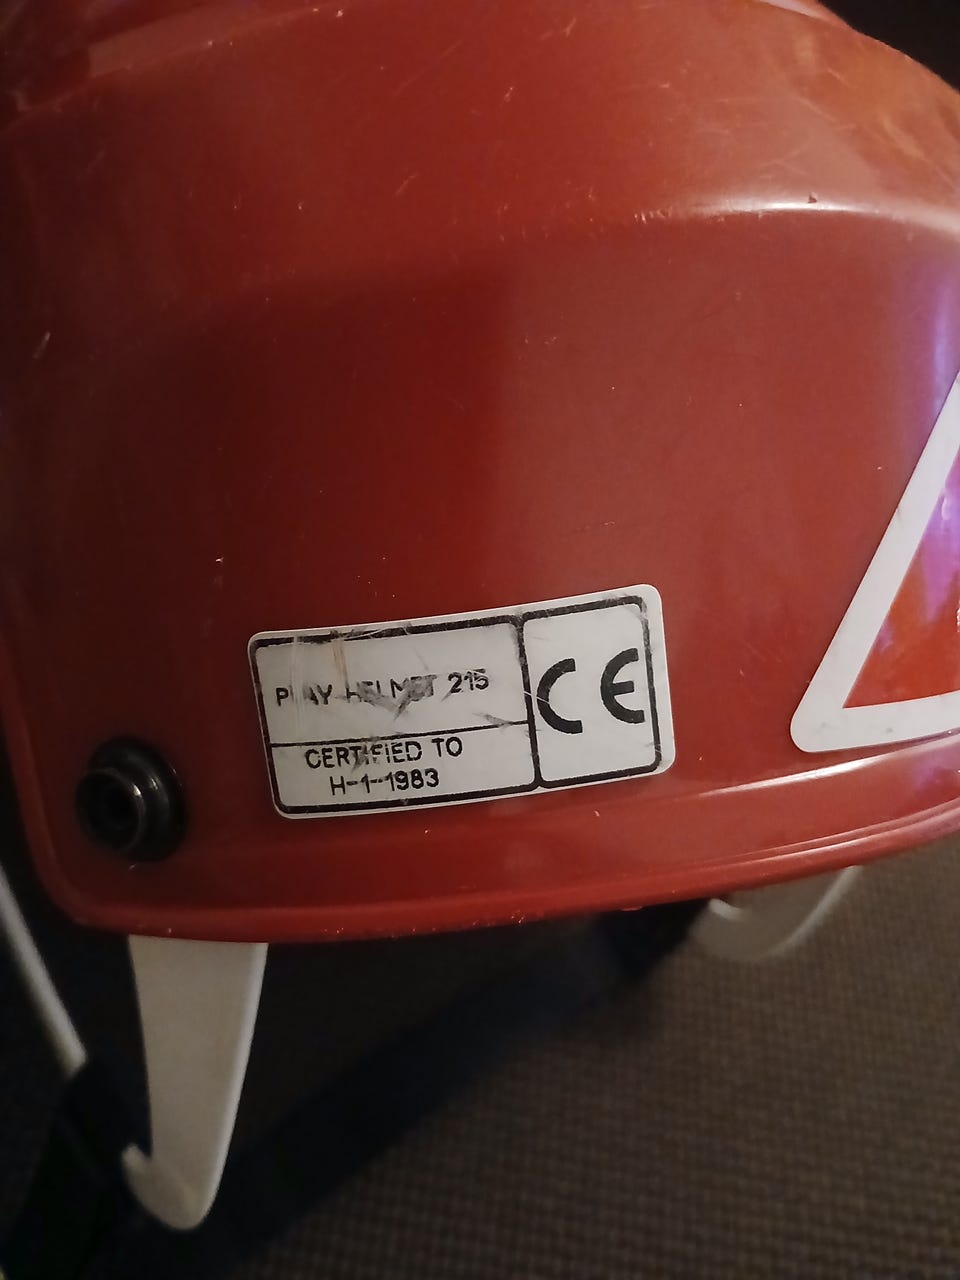 PLAY HELMET 215
CERTIFIED TO
H-1-1983
CE